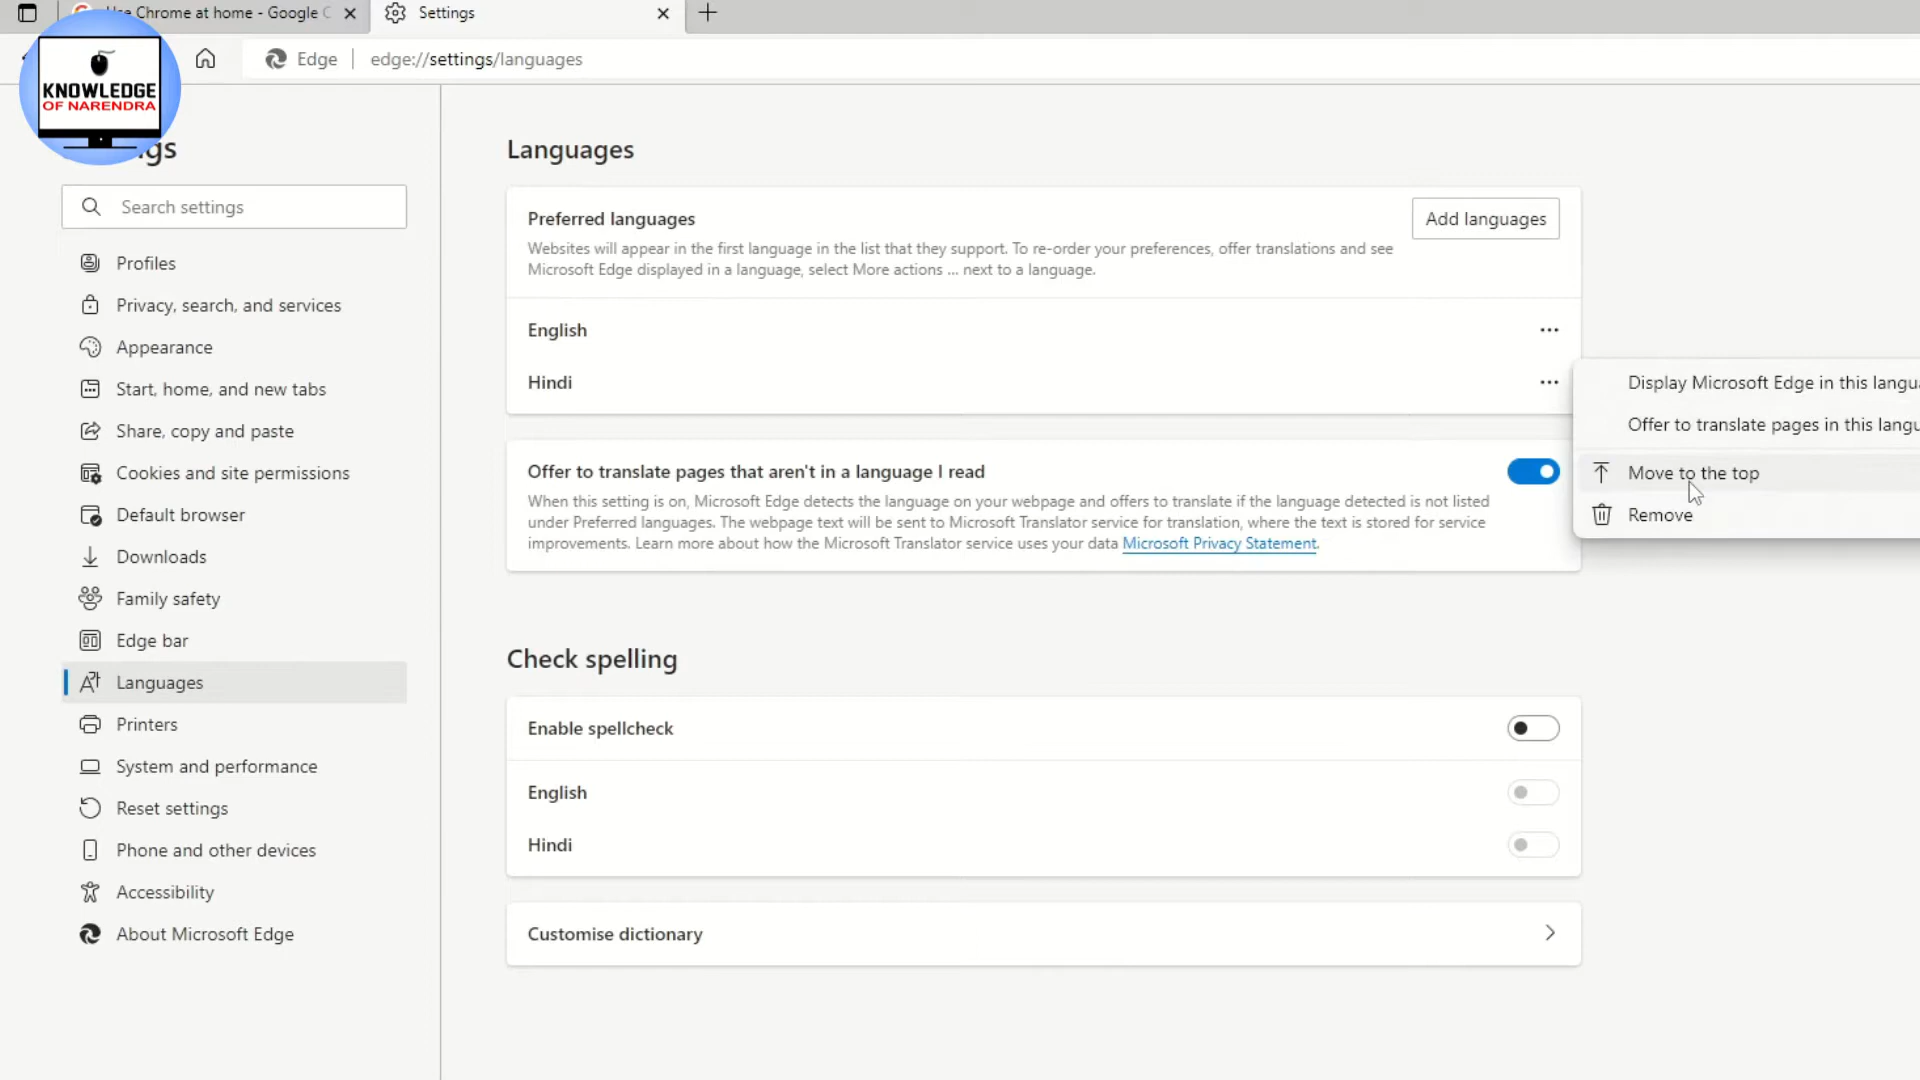 Use Chrome at home - Google C
Settings
Edge
edge://settings/languages
KNOWLEDGE
OF NARENDRA
gs
Search settings
Profiles
Privacy, search, and services
Appearance
Start, home, and new tabs
Share, copy and paste
Cookies and site permissions
Default browser
Downloads
Family safety
Edge bar
Languages
Printers
System and performance
Reset settings
Phone and other devices
Accessibility
About Microsoft Edge
Languages
Preferred languages
Add languages
Websites will appear in the first language in the list that they support. To re-order your preferences, offer translations and see
Microsoft Edge displayed in a language, select More actions ... next to a language.
English
Hindi
Display Microsoft Edge in this langua
Offer to translate pages in this langu
Move to the top
Remove
Offer to translate pages that aren't in a language I read
When this setting is on, Microsoft Edge detects the language on your webpage and offers to translate if the language detected is not listed
under Preferred languages. The webpage text will be sent to Microsoft Translator service for translation, where the text is stored for service
improvements. Learn more about how the Microsoft Translator service uses your data Microsoft Privacy Statement.
Check spelling
Enable spellcheck
English
Hindi
Customise dictionary